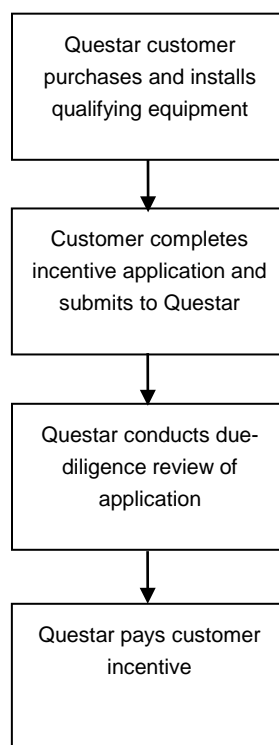 Questar customer
purchases and installs
qualifying equipment
Customer completes
incentive application and
submits to Questar
Questar conducts due-
diligence review of
application
Questar pays customer
incentive